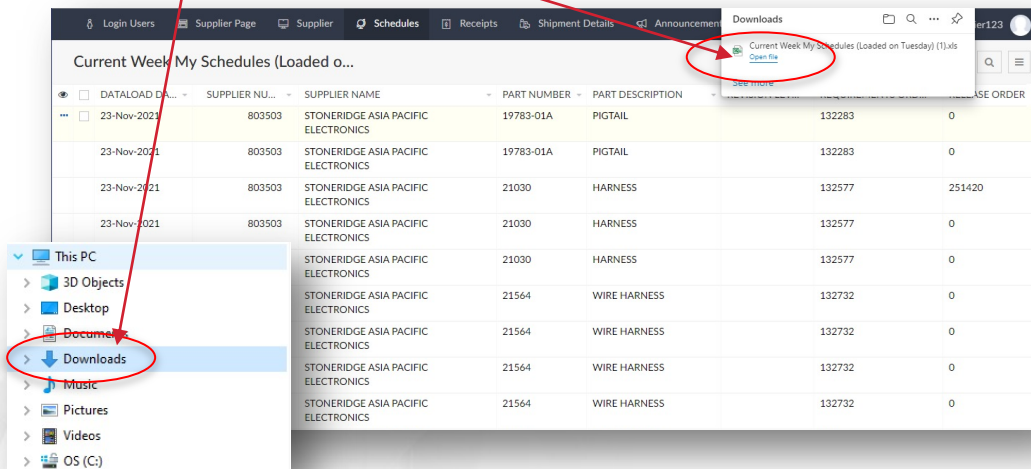 Login Users Supplier Page Supplier Schedules Receipts Shipment Details Announcement
Downloads
er123
Current Week My Schedules (Loaded on Tuesday) (1).xls
Open file
See more
Current Week My Schedules (Loaded o...
DATALOAD DA... SUPPLIER NU... SUPPLIER NAME PART NUMBER PART DESCRIPTION
23-Nov-2021 803503 STONERIDGE ASIA PACIFIC 19783-01A PIGTAIL 132283 0
ELECTRONICS
23-Nov-2021 803503 STONERIDGE ASIA PACIFIC 19783-01A PIGTAIL 132283 0
ELECTRONICS
23-Nov-2021 803503 STONERIDGE ASIA PACIFIC 21030 HARNESS 132577 251420
ELECTRONICS
23-Nov-2021 803503 STONERIDGE ASIA PACIFIC 21030 HARNESS 132577 0
ELECTRONICS
STONERIDGE ASIA PACIFIC 21030 HARNESS 132577 0
ELECTRONICS
STONERIDGE ASIA PACIFIC 21564 WIRE HARNESS 132732 0
ELECTRONICS
STONERIDGE ASIA PACIFIC 21564 WIRE HARNESS 132732 0
ELECTRONICS
STONERIDGE ASIA PACIFIC 21564 WIRE HARNESS 132732 0
ELECTRONICS
STONERIDGE ASIA PACIFIC 21564 WIRE HARNESS 132732 0
ELECTRONICS
This PC
3D Objects
Desktop
Documents
Downloads
Music
Pictures
Videos
OS (C:)